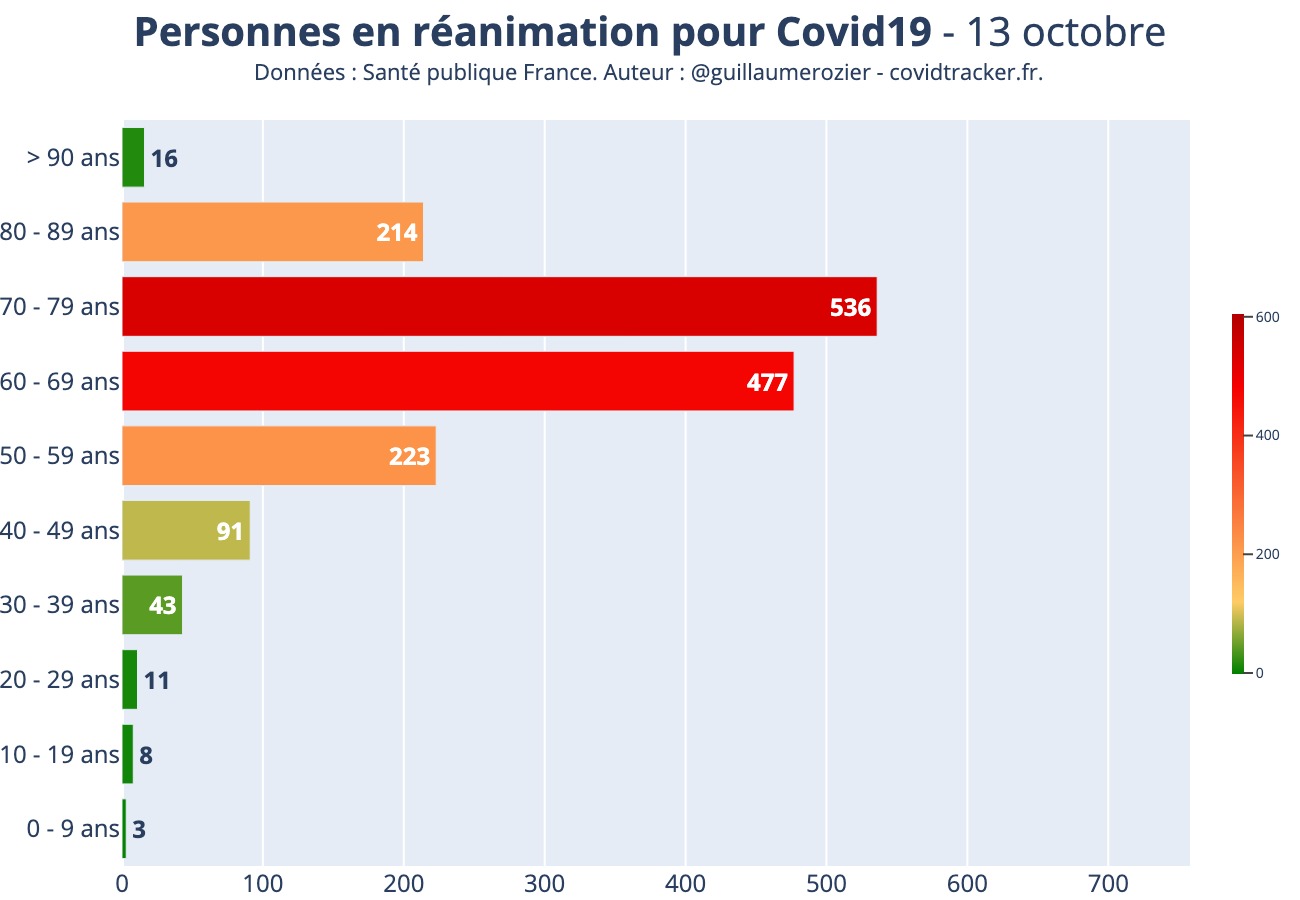 Personnes en réanimation pour Covid19 - 13 octobre
Données : Santé publique France. Auteur : @guillaumerozier - covidtracker.fr.
> 90 ans 16
80 - 89 ans 214
70 - 79 ans 536
60 - 69 ans 477
50 - 59 ans 223
40 - 49 ans 91
30 - 39 ans 43
20 - 29 ans 11
10 - 19 ans 8
0 - 9 ans 3
0 100 200 300 400 500 600 700
600
400
200
0